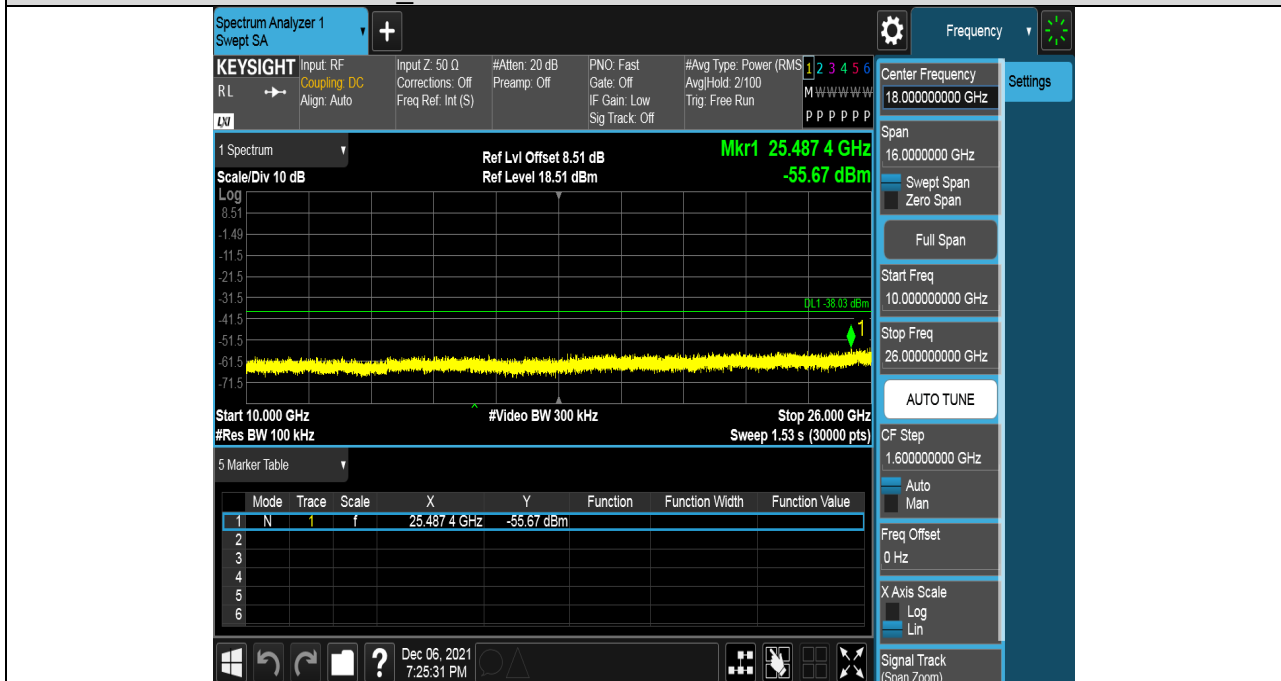 Spectrum Analyzer 1
Swept SA
Frequency
KEYSIGHT
RL
LXI
Input: RF
Coupling: DC
Align: Auto
Input Z: 50 Ω
Corrections: Off
Freq Ref: Int (S)
#Atten: 20 dB
Preamp: Off
PNO: Fast
Gate: Off
IF Gain: Low
Sig Track: Off
#Avg Type: Power (RMS
Avg|Hold: 2/100
Trig: Free Run
1 2 3 4 5 6
M W W W W W
P P P P P P
1 Spectrum
Scale/Div 10 dB
Ref Lvl Offset 8.51 dB
Ref Level 18.51 dBm
Mkr1 25.487 4 GHz
-55.67 dBm
Log
8.51
-1.49
-11.5
-21.5
-31.5
-41.5
-51.5
-61.5
-71.5
DL1 -38.03 dBm
1
Start 10.000 GHz
#Res BW 100 kHz
#Video BW 300 kHz
Stop 26.000 GHz
Sweep 1.53 s (30000 pts)
5 Marker Table
Mode Trace Scale X Y Function Function Width Function Value
1 N 1 f 25.487 4 GHz -55.67 dBm
2
3
4
5
6
?
Dec 06, 2021
7:25:31 PM
Center Frequency
18.000000000 GHz
Span
16.0000000 GHz
Swept Span
Zero Span
Full Span
Start Freq
10.000000000 GHz
Stop Freq
26.000000000 GHz
AUTO TUNE
CF Step
1.600000000 GHz
Auto
Man
Freq Offset
0 Hz
X Axis Scale
Log
Lin
Signal Track
(Span Zoom)
Settings